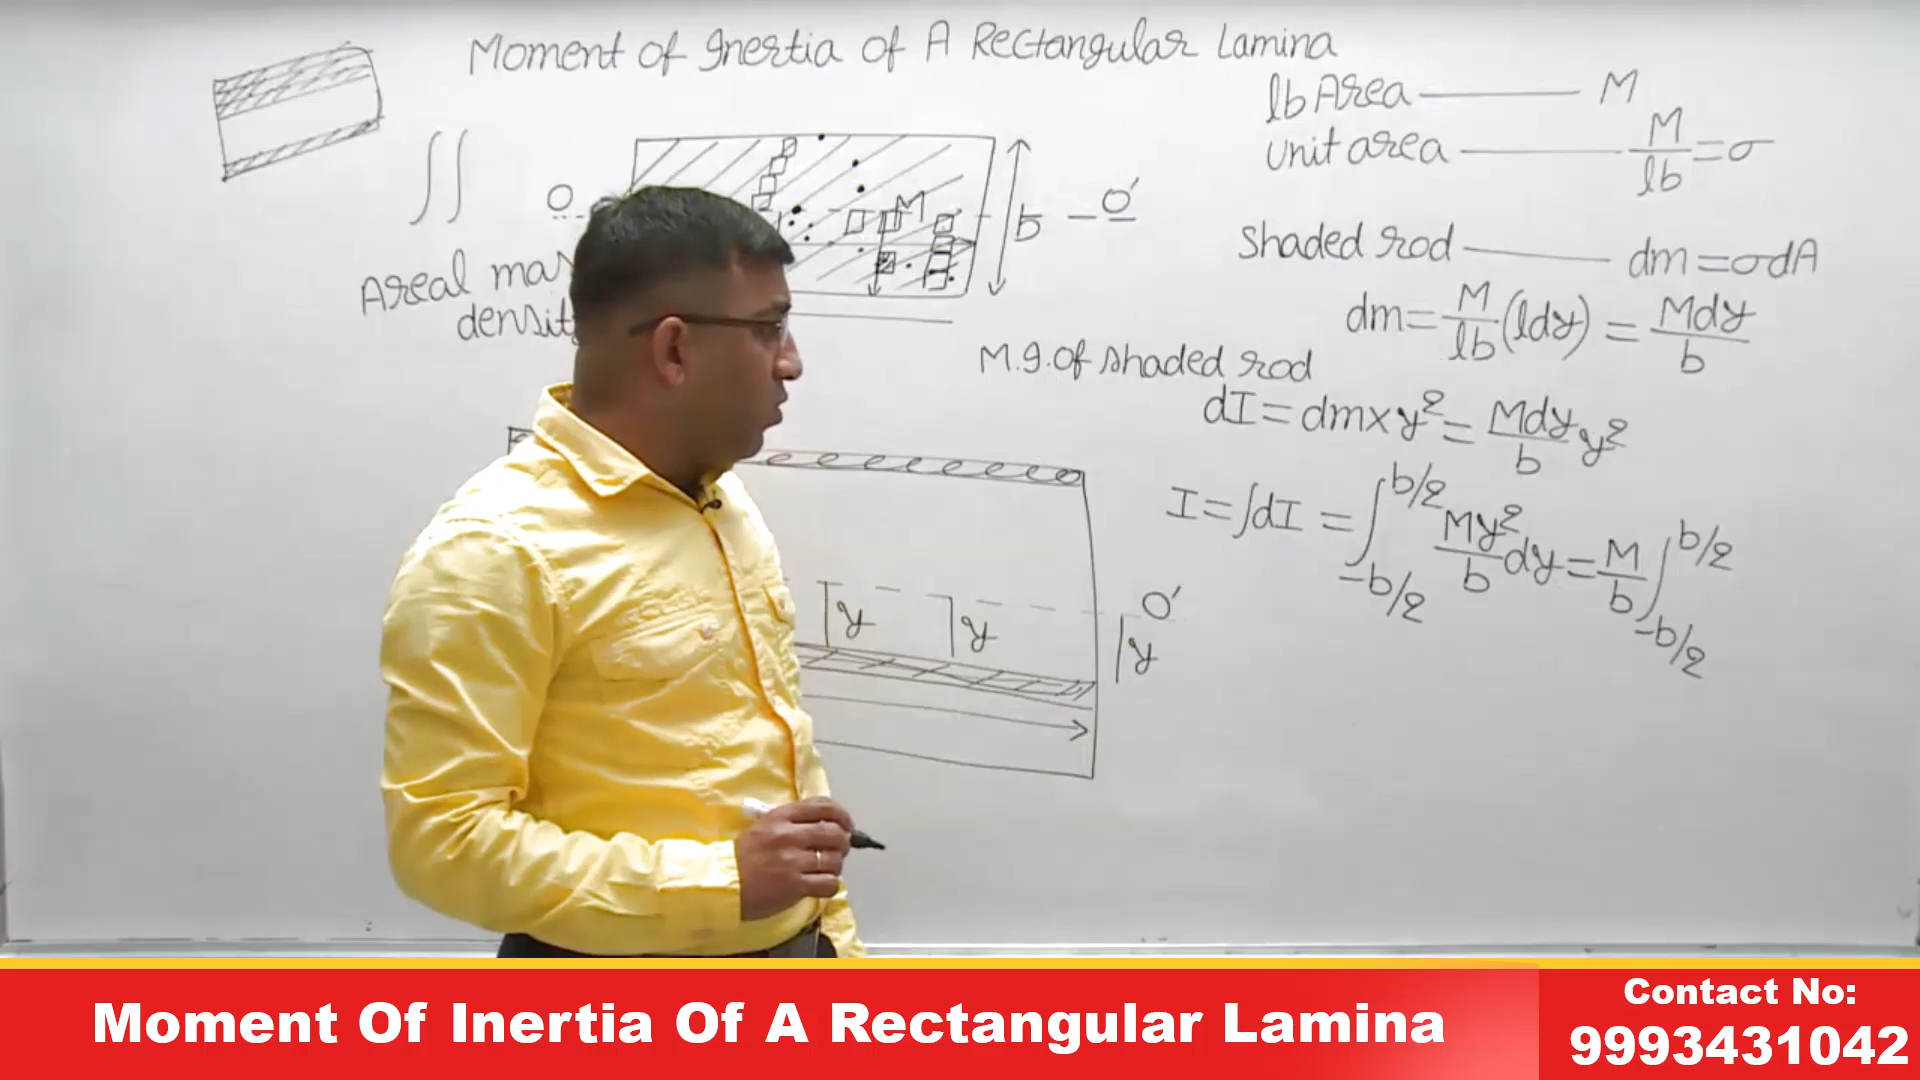 Moment of Inertia of A Rectangular Lamina
lb Area — M
unit area — M/lb = σ
∫∫
O
M
b
O'
Areal
density
shaded rod — dm = σdA
dm = M/lb (ldy) = Mdy/b
M.I. of shaded rod
dI = dm × y² = Mdy/b y²
I = ∫dI = ∫_{-b/2}^{b/2} My²/b dy = M/b ∫_{-b/2}^{b/2}
y
y
O'
y
Moment Of Inertia Of A Rectangular Lamina
Contact No:
9993431042